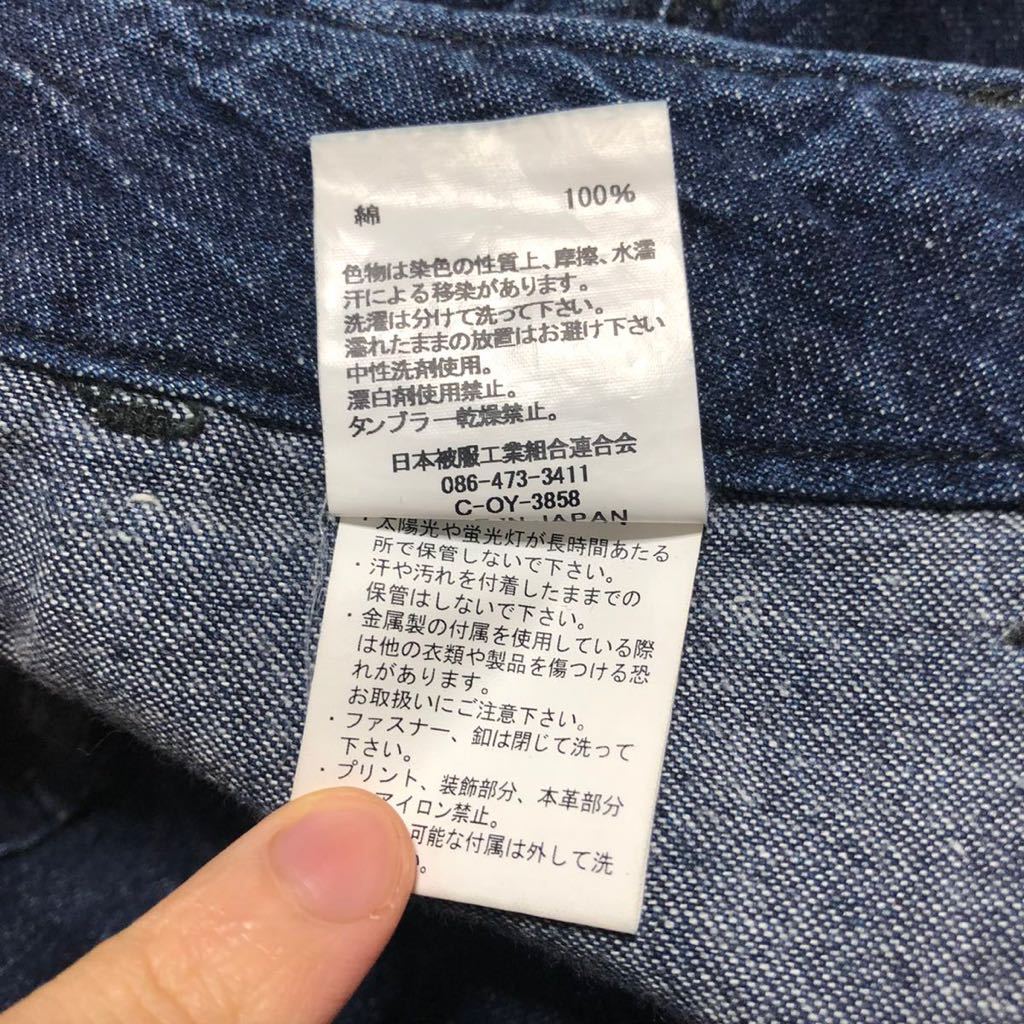 綿 100%
色物は染色の性質上、摩擦、水濡
汗による移染があります。
洗濯は分けて洗って下さい。
濡れたままの放置はお避け下さい
中性洗剤使用。
漂白剤使用禁止。
タンブラー乾燥禁止。
日本被服工業組合連合会
086-473-3411
C-OY-3858
IN JAPAN
・太陽光や蛍光灯が長時間あたる
所で保管しないで下さい。
・汗や汚れを付着したままでの
保管はしないで下さい。
・金属製の付属を使用している際
は他の衣類や製品を傷つける恐
れがあります。
お取扱いにご注意下さい。
・ファスナー、釦は閉じて洗って
下さい。
・プリント、装飾部分、本革部分
アイロン禁止。
可能な付属は外して洗
。